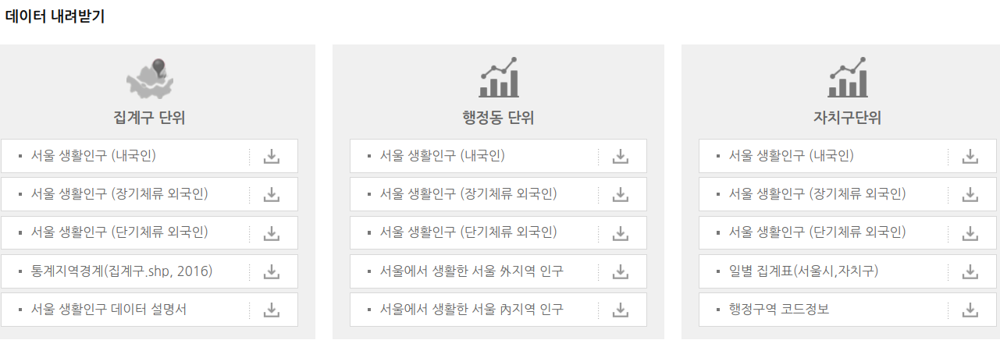 데이터 내려받기
집계구 단위
서울 생활인구 (내국인)
서울 생활인구 (장기체류 외국인)
서울 생활인구 (단기체류 외국인)
통계지역경계(집계구.shp, 2016)
서울 생활인구 데이터 설명서
행정동 단위
서울 생활인구 (내국인)
서울 생활인구 (장기체류 외국인)
서울 생활인구 (단기체류 외국인)
서울에서 생활한 서울 外지역 인구
서울에서 생활한 서울 內지역 인구
자치구단위
서울 생활인구 (내국인)
서울 생활인구 (장기체류 외국인)
서울 생활인구 (단기체류 외국인)
일별 집계표(서울시,자치구)
행정구역 코드정보